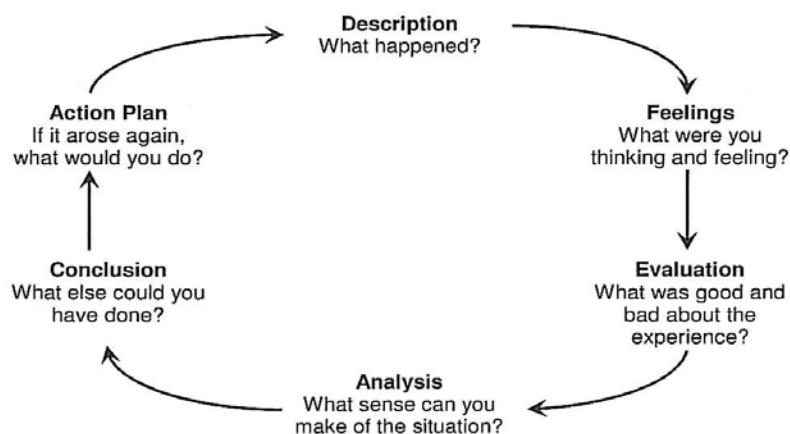 Description
What happened?
Feelings
What were you
thinking and feeling?
Evaluation
What was good and
bad about the
experience?
Analysis
What sense can you
make of the situation?
Conclusion
What else could you
have done?
Action Plan
If it arose again,
what would you do?